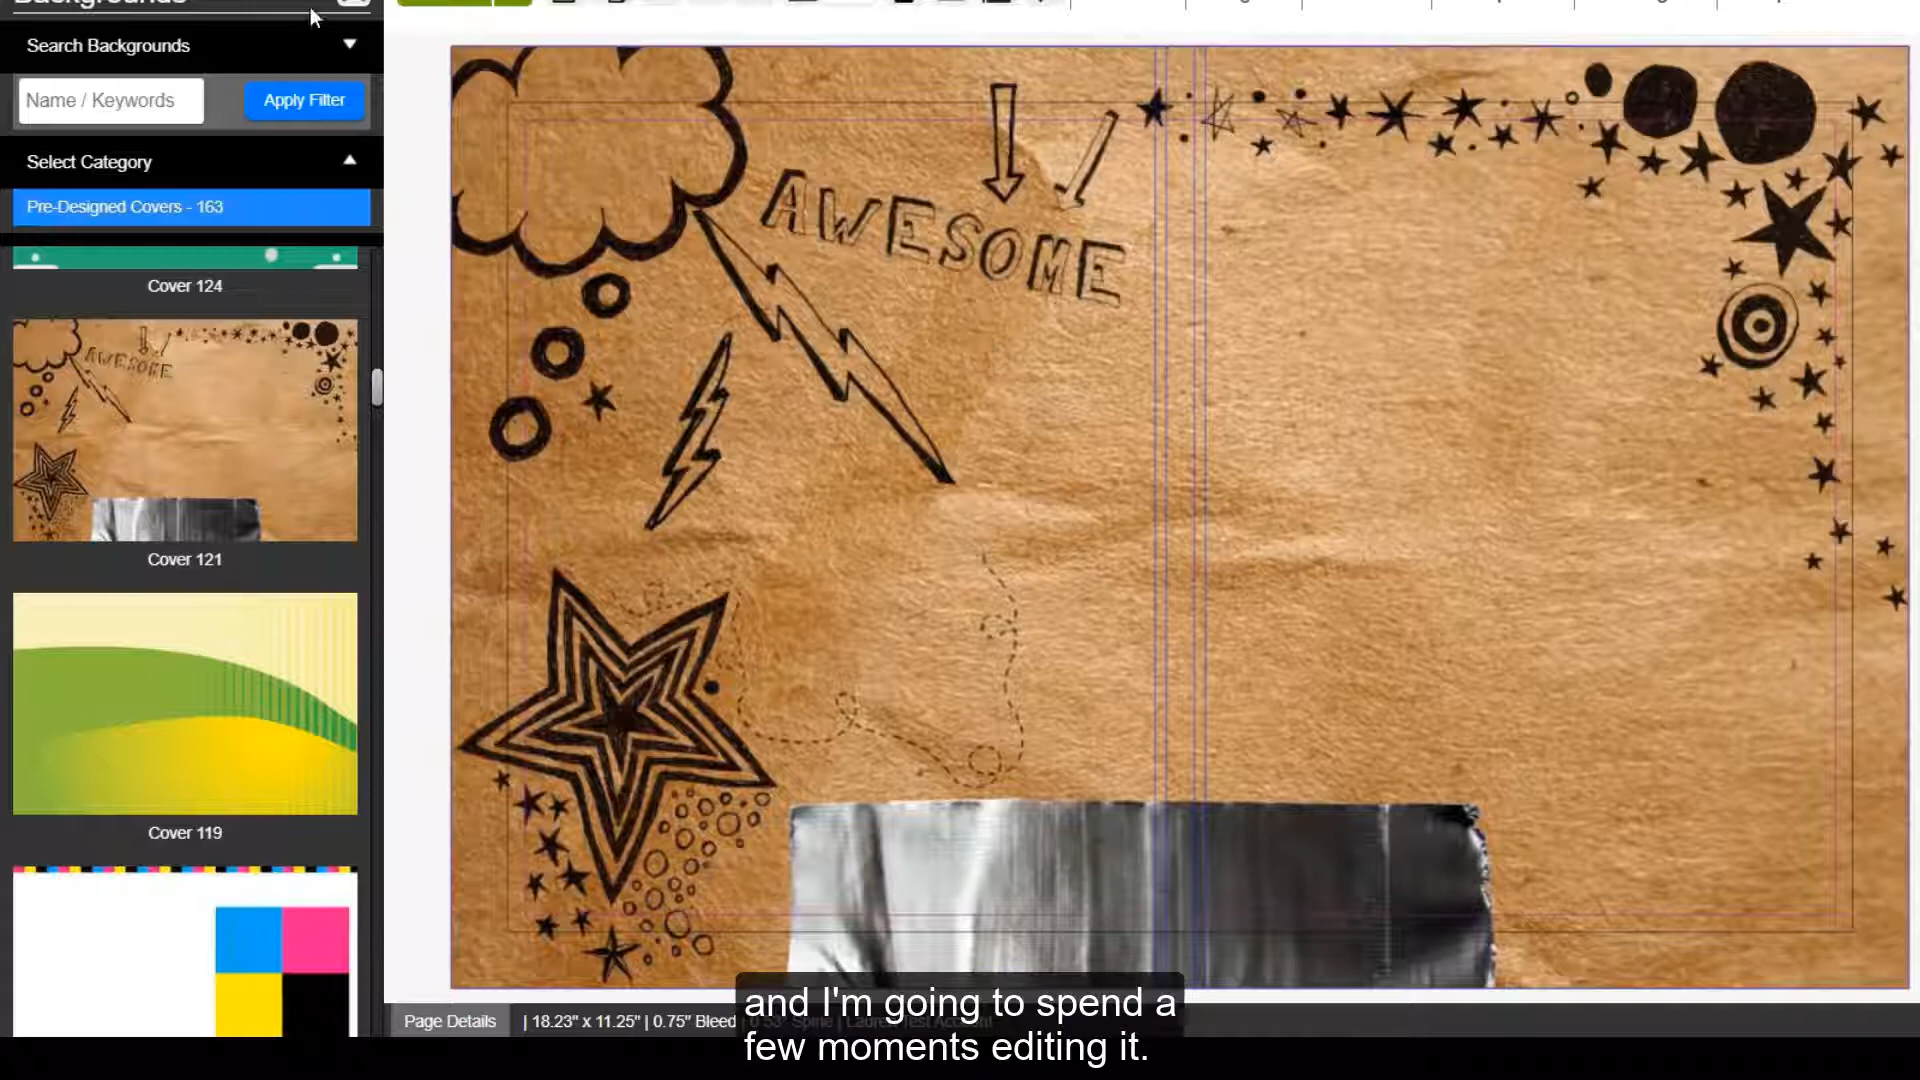 Backgrounds
Search Backgrounds
Name / Keywords
Apply Filter
Select Category
Pre-Designed Covers - 163
Cover 124
AWESOME
Cover 121
Cover 119
AWESOME
Page Details | 18.23" x 11.25" | 0.75" Bleed
and I'm going to spend a
few moments editing it.